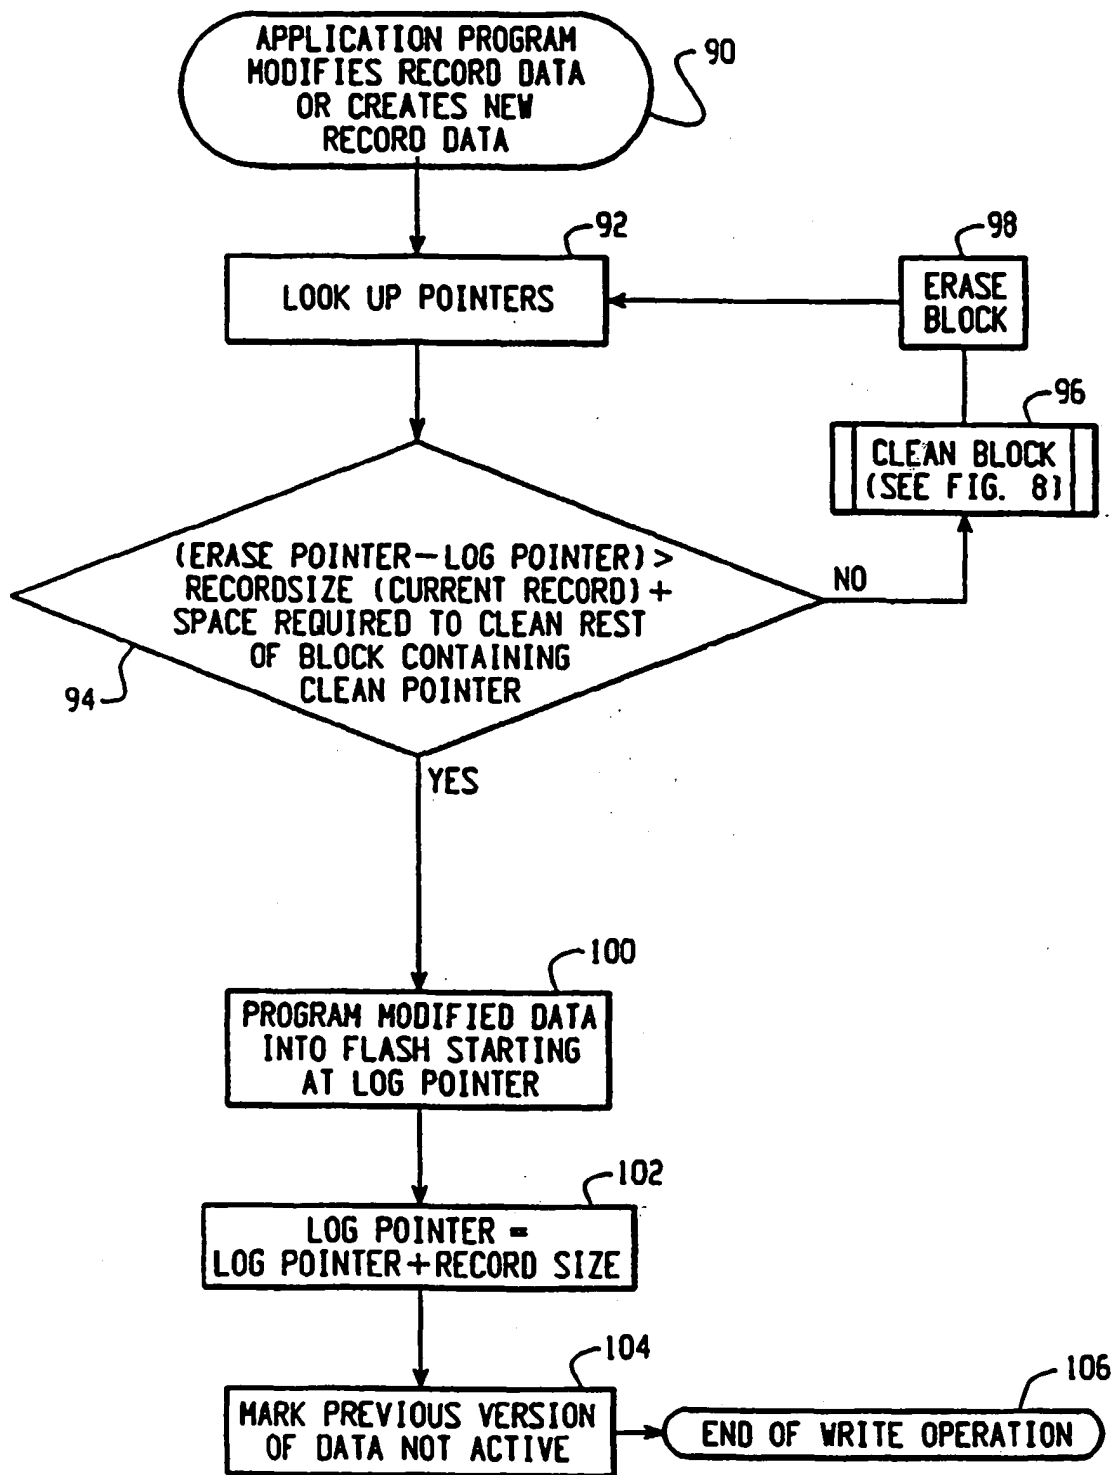 APPLICATION PROGRAM
MODIFIES RECORD DATA
OR CREATES NEW
RECORD DATA
90
92
LOOK UP POINTERS
98
ERASE
BLOCK
96
CLEAN BLOCK
(SEE FIG. 8)
(ERASE POINTER-LOG POINTER)>
RECORDSIZE (CURRENT RECORD)+
SPACE REQUIRED TO CLEAN REST
OF BLOCK CONTAINING
CLEAN POINTER
94
NO
YES
100
PROGRAM MODIFIED DATA
INTO FLASH STARTING
AT LOG POINTER
102
LOG POINTER =
LOG POINTER+RECORD SIZE
104
MARK PREVIOUS VERSION
OF DATA NOT ACTIVE
106
END OF WRITE OPERATION